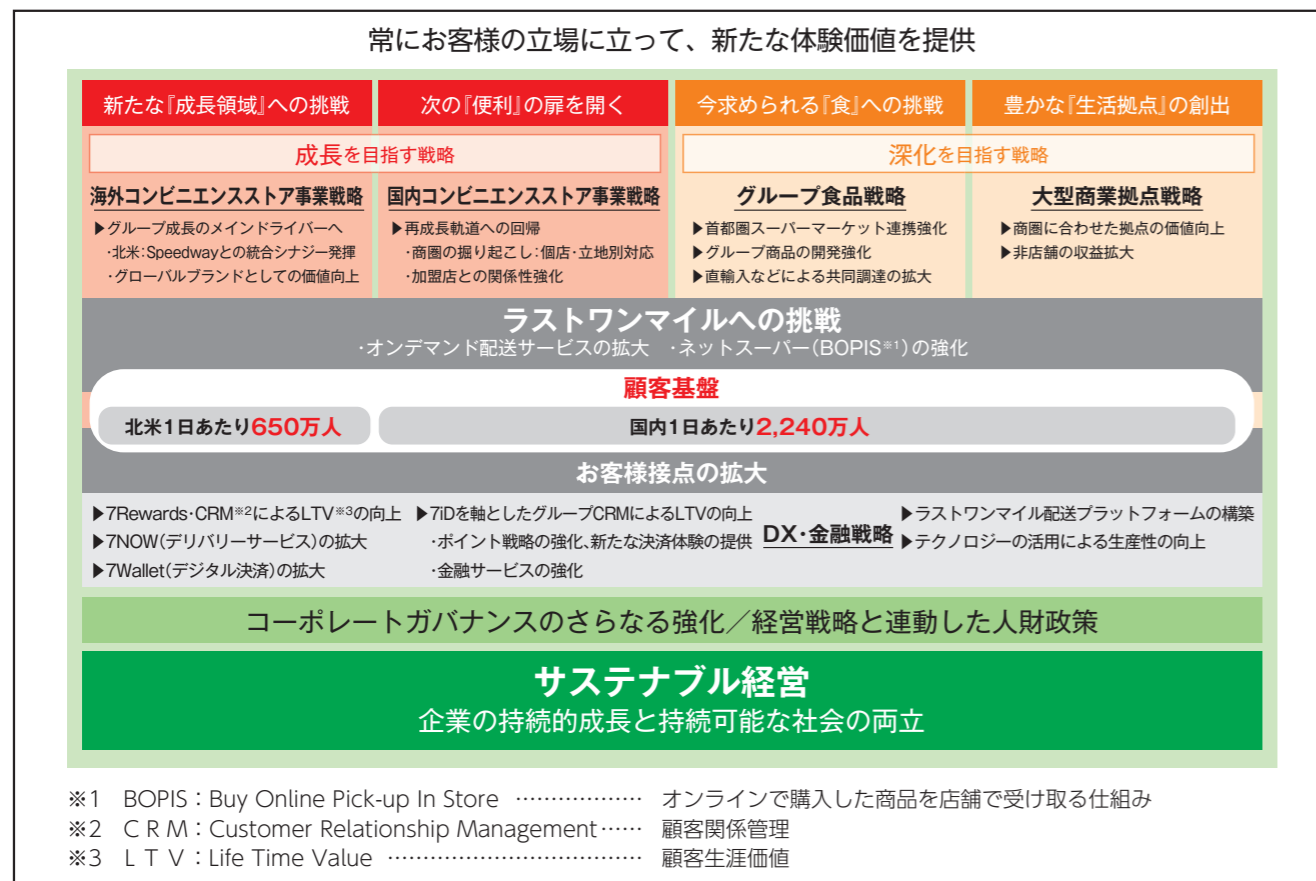 常にお客様の立場に立って、新たな体験価値を提供
新たな『成長領域』への挑戦
次の『便利』の扉を開く
今求められる『食』への挑戦
豊かな『生活拠点』の創出
成長を目指す戦略
深化を目指す戦略
海外コンビニエンスストア事業戦略
▶グループ成長のメインドライバーへ
・北米：Speedwayとの統合シナジー発揮
・グローバルブランドとしての価値向上
国内コンビニエンスストア事業戦略
▶再成長軌道への回帰
・商圏の掘り起こし：個店・立地別対応
・加盟店との関係性強化
グループ食品戦略
▶首都圏スーパーマーケット連携強化
▶グループ商品の開発強化
▶直輸入などによる共同調達の拡大
大型商業拠点戦略
▶商圏に合わせた拠点の価値向上
▶非店舗の収益拡大
ラストワンマイルへの挑戦
・オンデマンド配送サービスの拡大　・ネットスーパー（BOPIS※1）の強化
顧客基盤
北米1日あたり650万人
国内1日あたり2,240万人
お客様接点の拡大
▶7Rewards・CRM※2によるLTV※3の向上
▶7NOW（デリバリーサービス）の拡大
▶7Wallet（デジタル決済）の拡大
▶7iDを軸としたグループCRMによるLTVの向上
・ポイント戦略の強化、新たな決済体験の提供
・金融サービスの強化
DX・金融戦略
▶ラストワンマイル配送プラットフォームの構築
▶テクノロジーの活用による生産性の向上
コーポレートガバナンスのさらなる強化／経営戦略と連動した人財政策
サステナブル経営
企業の持続的成長と持続可能な社会の両立
※1　BOPIS：Buy Online Pick-up In Store ……………… オンラインで購入した商品を店舗で受け取る仕組み
※2　C R M：Customer Relationship Management…… 顧客関係管理
※3　L T V：Life Time Value ……………………………… 顧客生涯価値